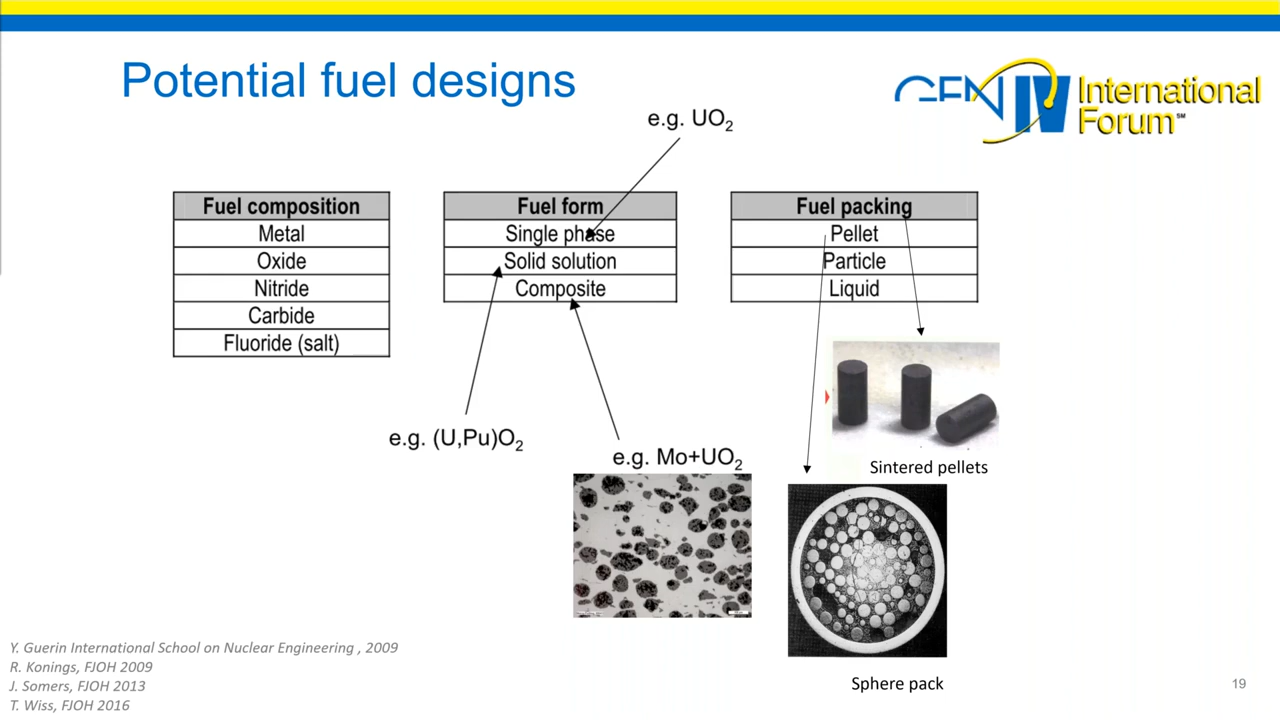 Potential fuel designs
GEN IV International
Forum SM
e.g. UO₂
Fuel composition
Metal
Oxide
Nitride
Carbide
Fluoride (salt)
Fuel form
Single phase
Solid solution
Composite
Fuel packing
Pellet
Particle
Liquid
e.g. (U,Pu)O₂
e.g. Mo+UO₂
Sintered pellets
Sphere pack
Y. Guerin International School on Nuclear Engineering , 2009
R. Konings, FJOH 2009
J. Somers, FJOH 2013
T. Wiss, FJOH 2016
19